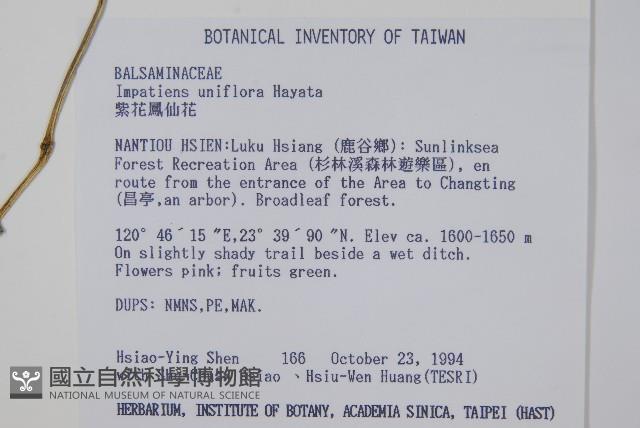 BOTANICAL INVENTORY OF TAIWAN
BALSAMINACEAE
Impatiens uniflora Hayata
紫花鳳仙花
NANTIOU HSIEN:Luku Hsiang (鹿谷鄉): Sunlinksea
Forest Recreation Area (杉林溪森林遊樂區), en
route from the entrance of the Area to Changting
(昌亭,an arbor). Broadleaf forest.
120° 46´15 ″E,23° 39´90 ″N. Elev ca. 1600-1650 m
On slightly shady trail beside a wet ditch.
Flowers pink; fruits green.
DUPS: NMNS,PE,MAK.
Hsiao-Ying Shen 166 October 23, 1994
with 、Hsiu-Wen Huang(TESRI)
國立自然科學博物館
NATIONAL MUSEUM OF NATURAL SCIENCE
HERBARIUM, INSTITUTE OF BOTANY, ACADEMIA SINICA, TAIPEI (HAST)